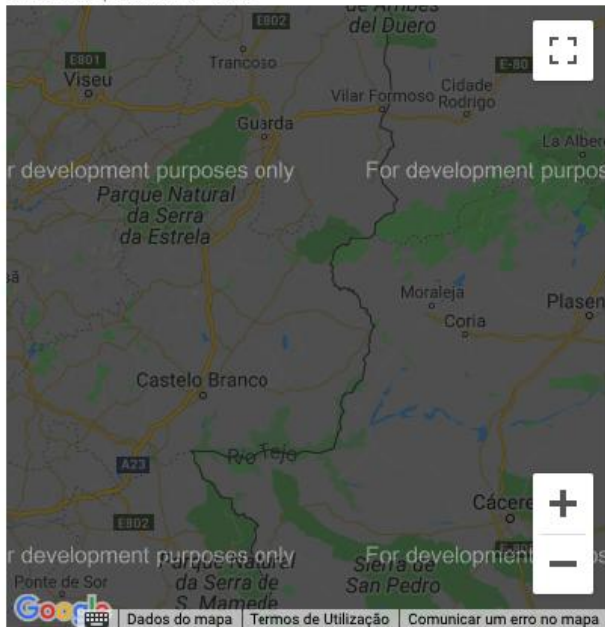 de Arribes
del Duero
E802
Trancoso
E801
Viseu
E-80
Cidade
Rodrigo
Vilar Formoso
Guarda
La Alber
r development purposes only
For development purpos
Parque Natural
da Serra
da Estrela
Moraleja
Plasen
Coria
Castelo Branco
Rio Tejo
A23
E802
Cácere
r development purposes only
For development
Parque Natural
da Serra de
S. Mamede
Sierra de
San Pedro
Ponte de Sor
Google
Dados do mapa
Termos de Utilização
Comunicar um erro no mapa